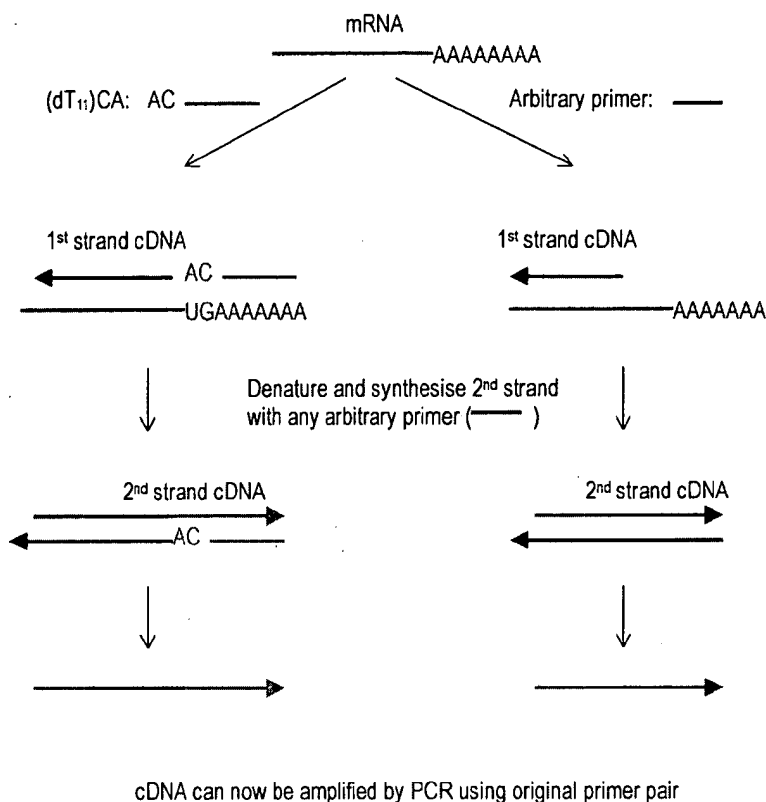 mRNA
AAAAAAAA
(dT₁₁)CA: AC
Arbitrary primer:
1st strand cDNA
1st strand cDNA
AC
UGAAAAAAA
AAAAAAA
Denature and synthesise 2nd strand
with any arbitrary primer ( )
2nd strand cDNA
2nd strand cDNA
AC
cDNA can now be amplified by PCR using original primer pair